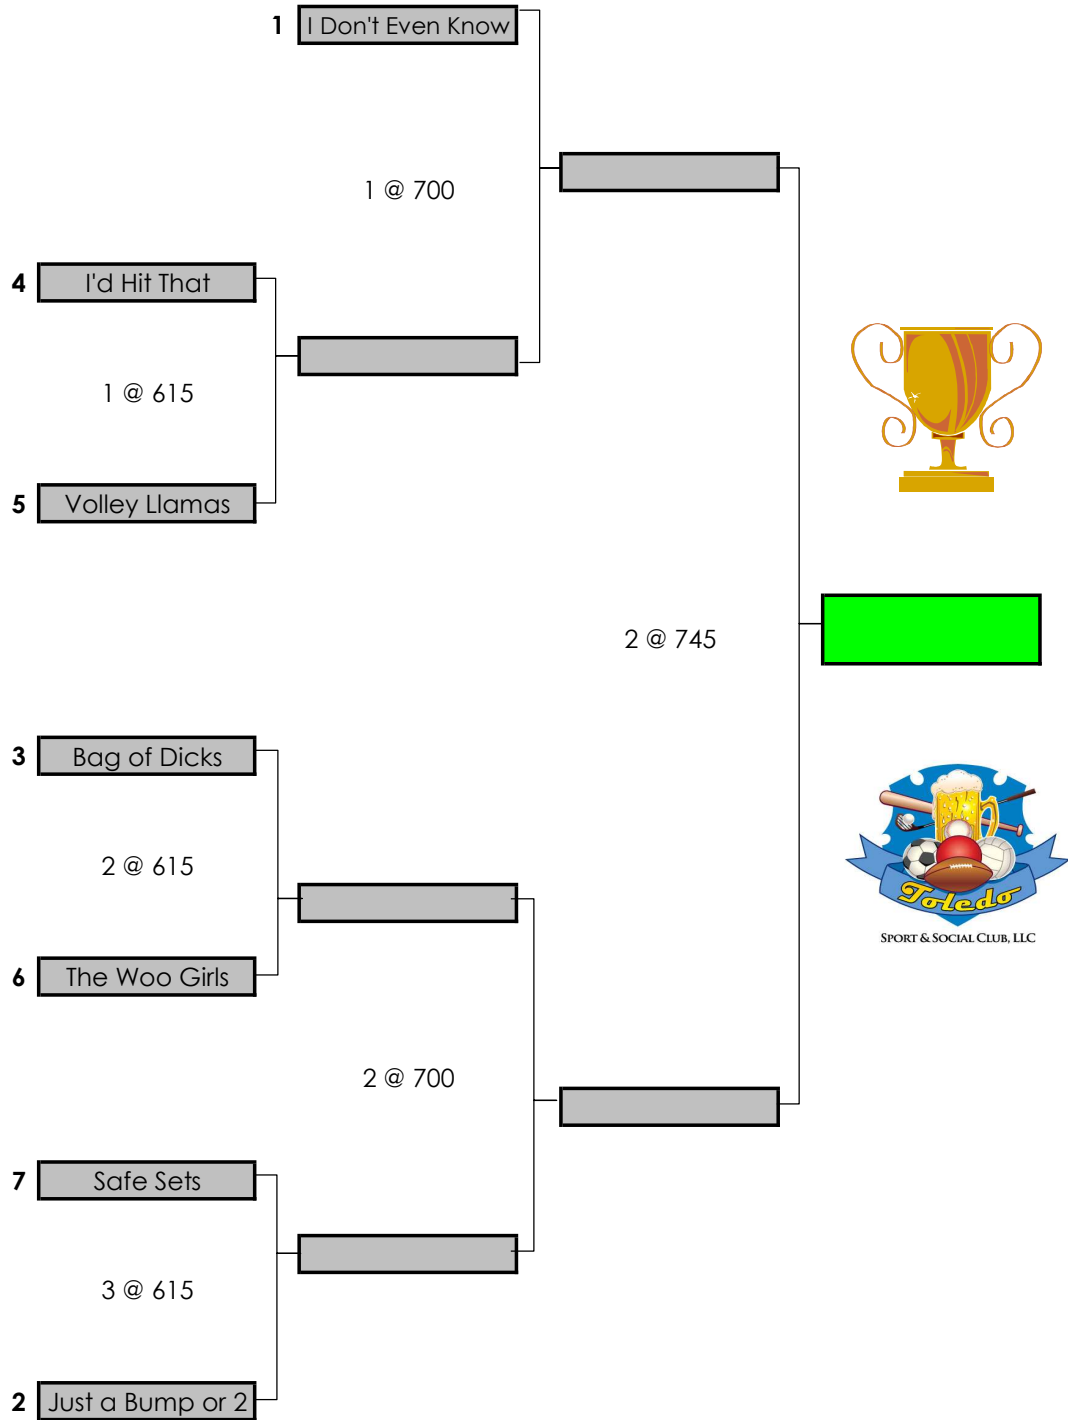 1 I Don't Even Know
1 @ 700
4 I'd Hit That
1 @ 615
5 Volley Llamas
2 @ 745
3 Bag of Dicks
2 @ 615
Toledo
SPORT & SOCIAL CLUB, LLC
6 The Woo Girls
2 @ 700
7 Safe Sets
3 @ 615
2 Just a Bump or 2